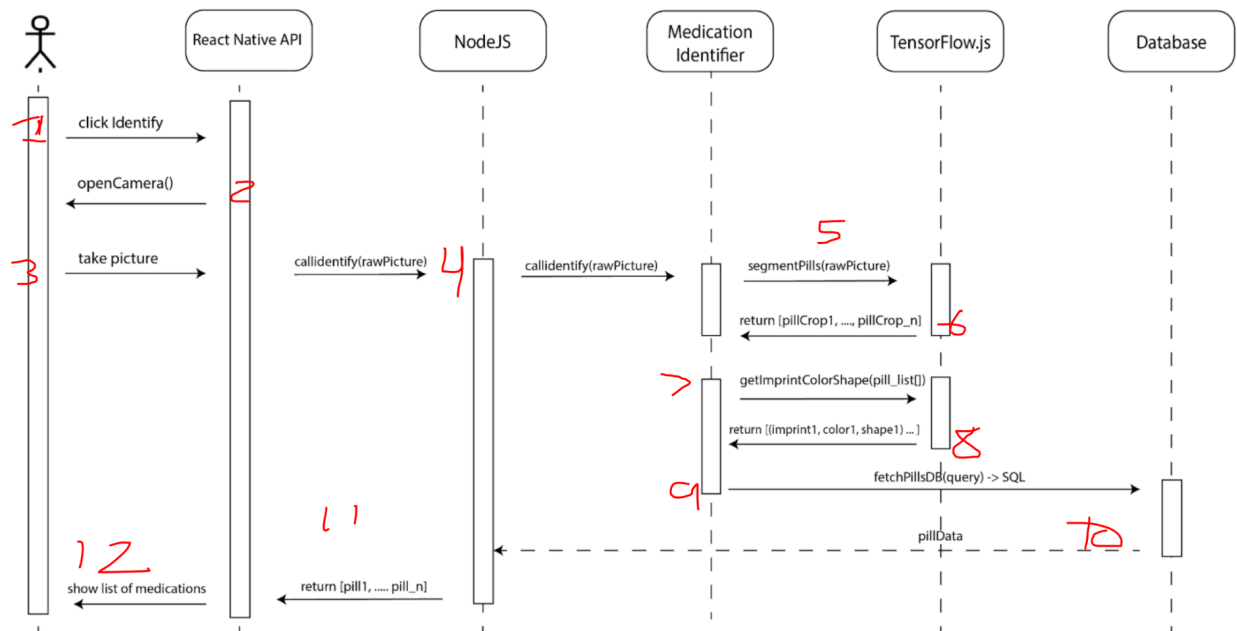 React Native API
NodeJS
Medication
Identifier
TensorFlow.js
Database
1
click Identify
openCamera()
2
3
take picture
callidentify(rawPicture)
4
callidentify(rawPicture)
5
segmentPills(rawPicture)
return [pillCrop1, ...., pillCrop_n]
6
7
getImprintColorShape(pill_list[])
return [(imprint1, color1, shape1) ... ]
8
9
fetchPillsDB(query) -> SQL
pillData
10
11
12
show list of medications
return [pill1, ..... pill_n]